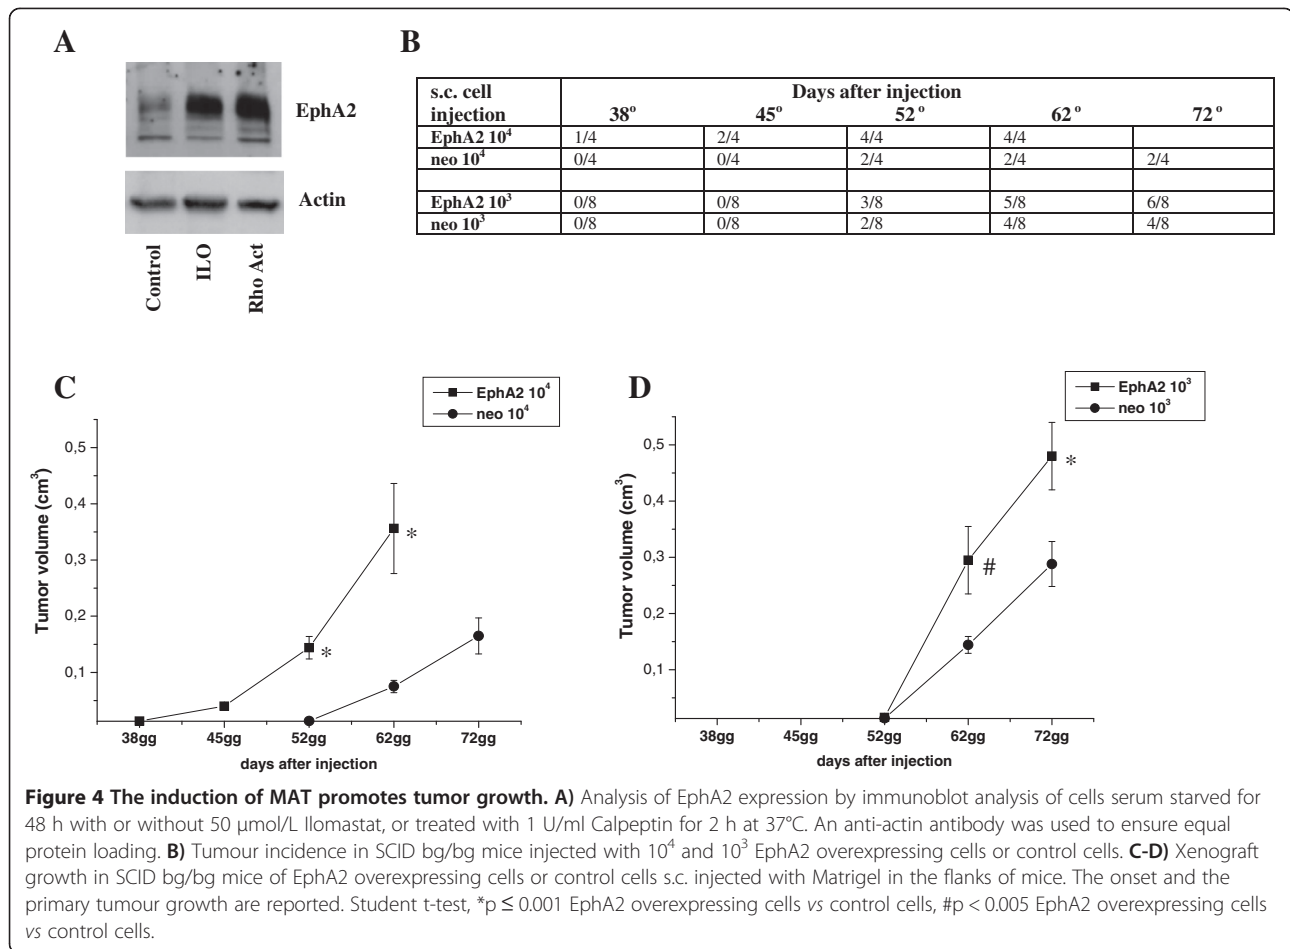 A
EphA2
Actin
Control
ILO
Rho Act
B
s.c. cell injection Days after injection
38° 45° 52° 62° 72°
EphA2 10⁴ 1/4 2/4 4/4 4/4
neo 10⁴ 0/4 0/4 2/4 2/4 2/4
EphA2 10³ 0/8 0/8 3/8 5/8 6/8
neo 10³ 0/8 0/8 2/8 4/8 4/8
C
EphA2 10⁴
neo 10⁴
Tumor volume (cm³)
0,5
0,4
0,3
0,2
0,1
*
*
38gg 45gg 52gg 62gg 72gg
days after injection
D
EphA2 10³
neo 10³
Tumor volume (cm³)
0,5
0,4
0,3
0,2
0,1
*
#
38gg 45gg 52gg 62gg 72gg
days after injection
Figure 4 The induction of MAT promotes tumor growth. A) Analysis of EphA2 expression by immunoblot analysis of cells serum starved for
48 h with or without 50 μmol/L Ilomastat, or treated with 1 U/ml Calpeptin for 2 h at 37°C. An anti-actin antibody was used to ensure equal
protein loading. B) Tumour incidence in SCID bg/bg mice injected with 10⁴ and 10³ EphA2 overexpressing cells or control cells. C-D) Xenograft
growth in SCID bg/bg mice of EphA2 overexpressing cells or control cells s.c. injected with Matrigel in the flanks of mice. The onset and the
primary tumour growth are reported. Student t-test, *p ≤ 0.001 EphA2 overexpressing cells vs control cells, #p < 0.005 EphA2 overexpressing cells
vs control cells.